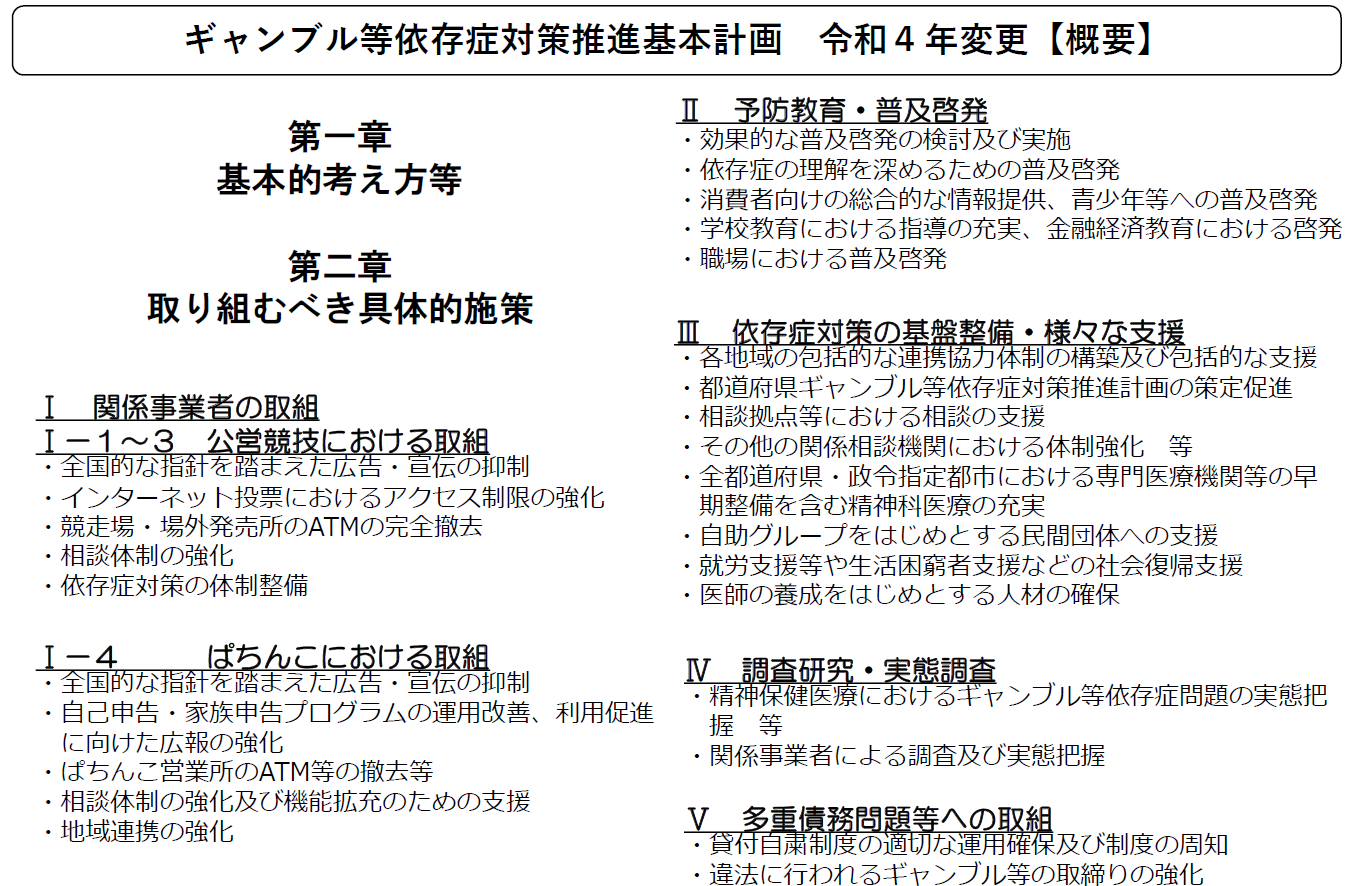 ギャンブル等依存症対策推進基本計画　令和４年変更【概要】
第一章
基本的考え方等
第二章
取り組むべき具体的施策
Ⅰ　関係事業者の取組
Ⅰ－１～３　公営競技における取組
・全国的な指針を踏まえた広告・宣伝の抑制
・インターネット投票におけるアクセス制限の強化
・競走場・場外発売所のATMの完全撤去
・相談体制の強化
・依存症対策の体制整備
Ⅰ－４　　　ぱちんこにおける取組
・全国的な指針を踏まえた広告・宣伝の抑制
・自己申告・家族申告プログラムの運用改善、利用促進
に向けた広報の強化
・ぱちんこ営業所のATM等の撤去等
・相談体制の強化及び機能拡充のための支援
・地域連携の強化
Ⅱ　予防教育・普及啓発
・効果的な普及啓発の検討及び実施
・依存症の理解を深めるための普及啓発
・消費者向けの総合的な情報提供、青少年等への普及啓発
・学校教育における指導の充実、金融経済教育における啓発
・職場における普及啓発
Ⅲ　依存症対策の基盤整備・様々な支援
・各地域の包括的な連携協力体制の構築及び包括的な支援
・都道府県ギャンブル等依存症対策推進計画の策定促進
・相談拠点等における相談の支援
・その他の関係相談機関における体制強化　等
・全都道府県・政令指定都市における専門医療機関等の早
期整備を含む精神科医療の充実
・自助グループをはじめとする民間団体への支援
・就労支援等や生活困窮者支援などの社会復帰支援
・医師の養成をはじめとする人材の確保
Ⅳ　調査研究・実態調査
・精神保健医療におけるギャンブル等依存症問題の実態把
握　等
・関係事業者による調査及び実態把握
Ⅴ　多重債務問題等への取組
・貸付自粛制度の適切な運用確保及び制度の周知
・違法に行われるギャンブル等の取締りの強化